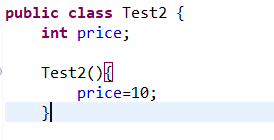 public class Test2 {
    int price;
    Test2(){
        price=10;
    }